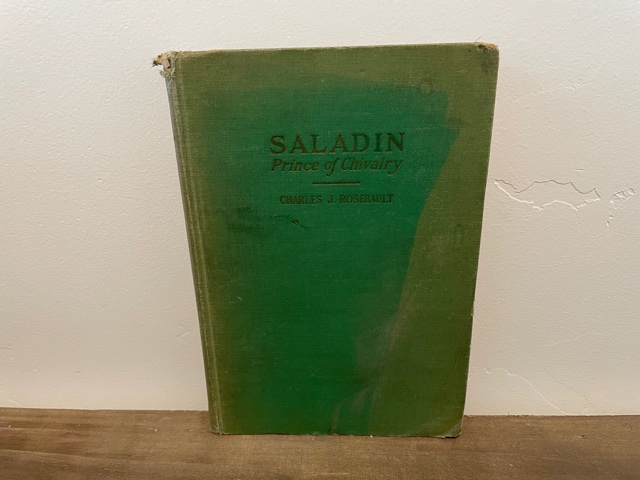 SALADIN
Prince of Chivalry
CHARLES J. ROSEBAULT